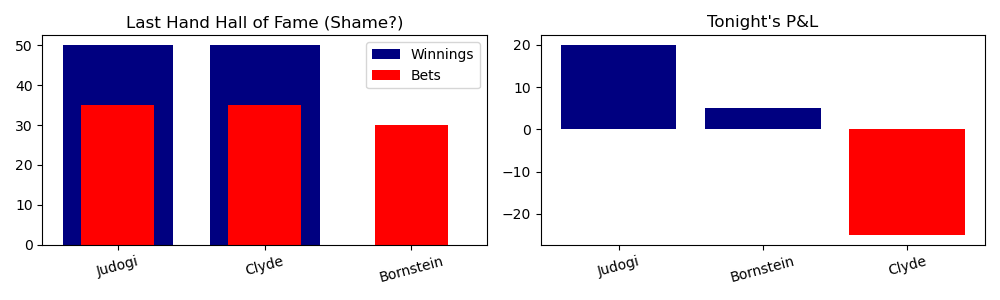 Last Hand Hall of Fame (Shame?)
50
40
30
20
10
0
Winnings
Bets
Judogi
Clyde
Bornstein
Tonight's P&L
20
10
0
−10
−20
Judogi
Bornstein
Clyde